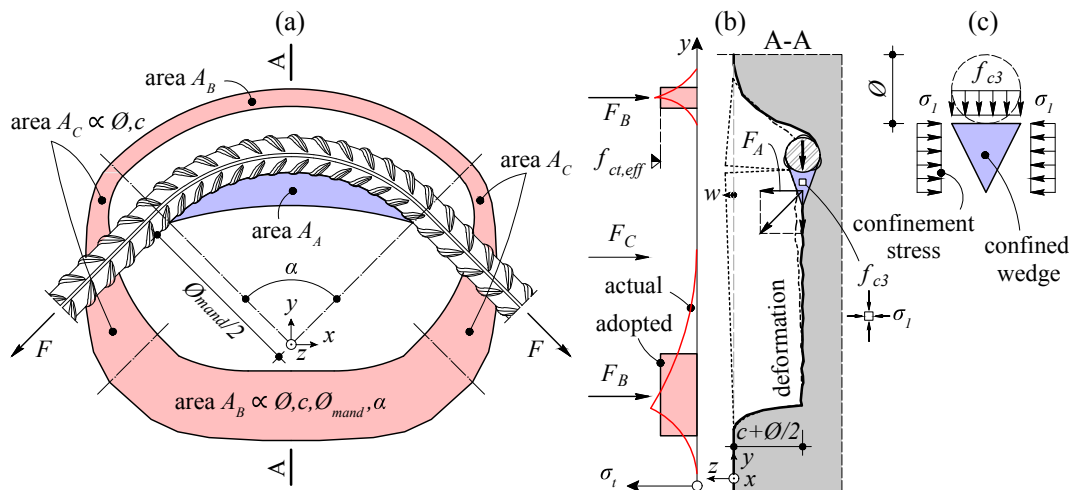 (a)
A
area A_B
area A_C ∝ Ø,c
area A_C
area A_A
α
Ømand/2
y
x
z
F
F
area A_B ∝ Ø,c,Ø_mand,α
A
(b)
y
A-A
F_B
f_ct,eff
F_A
w
F_C
actual
adopted
F_B
deformation
c+Ø/2
σ_t
z
y
x
f_c3
σ_1
(c)
Ø
f_c3
σ_1
σ_1
confinement
stress
confined
wedge